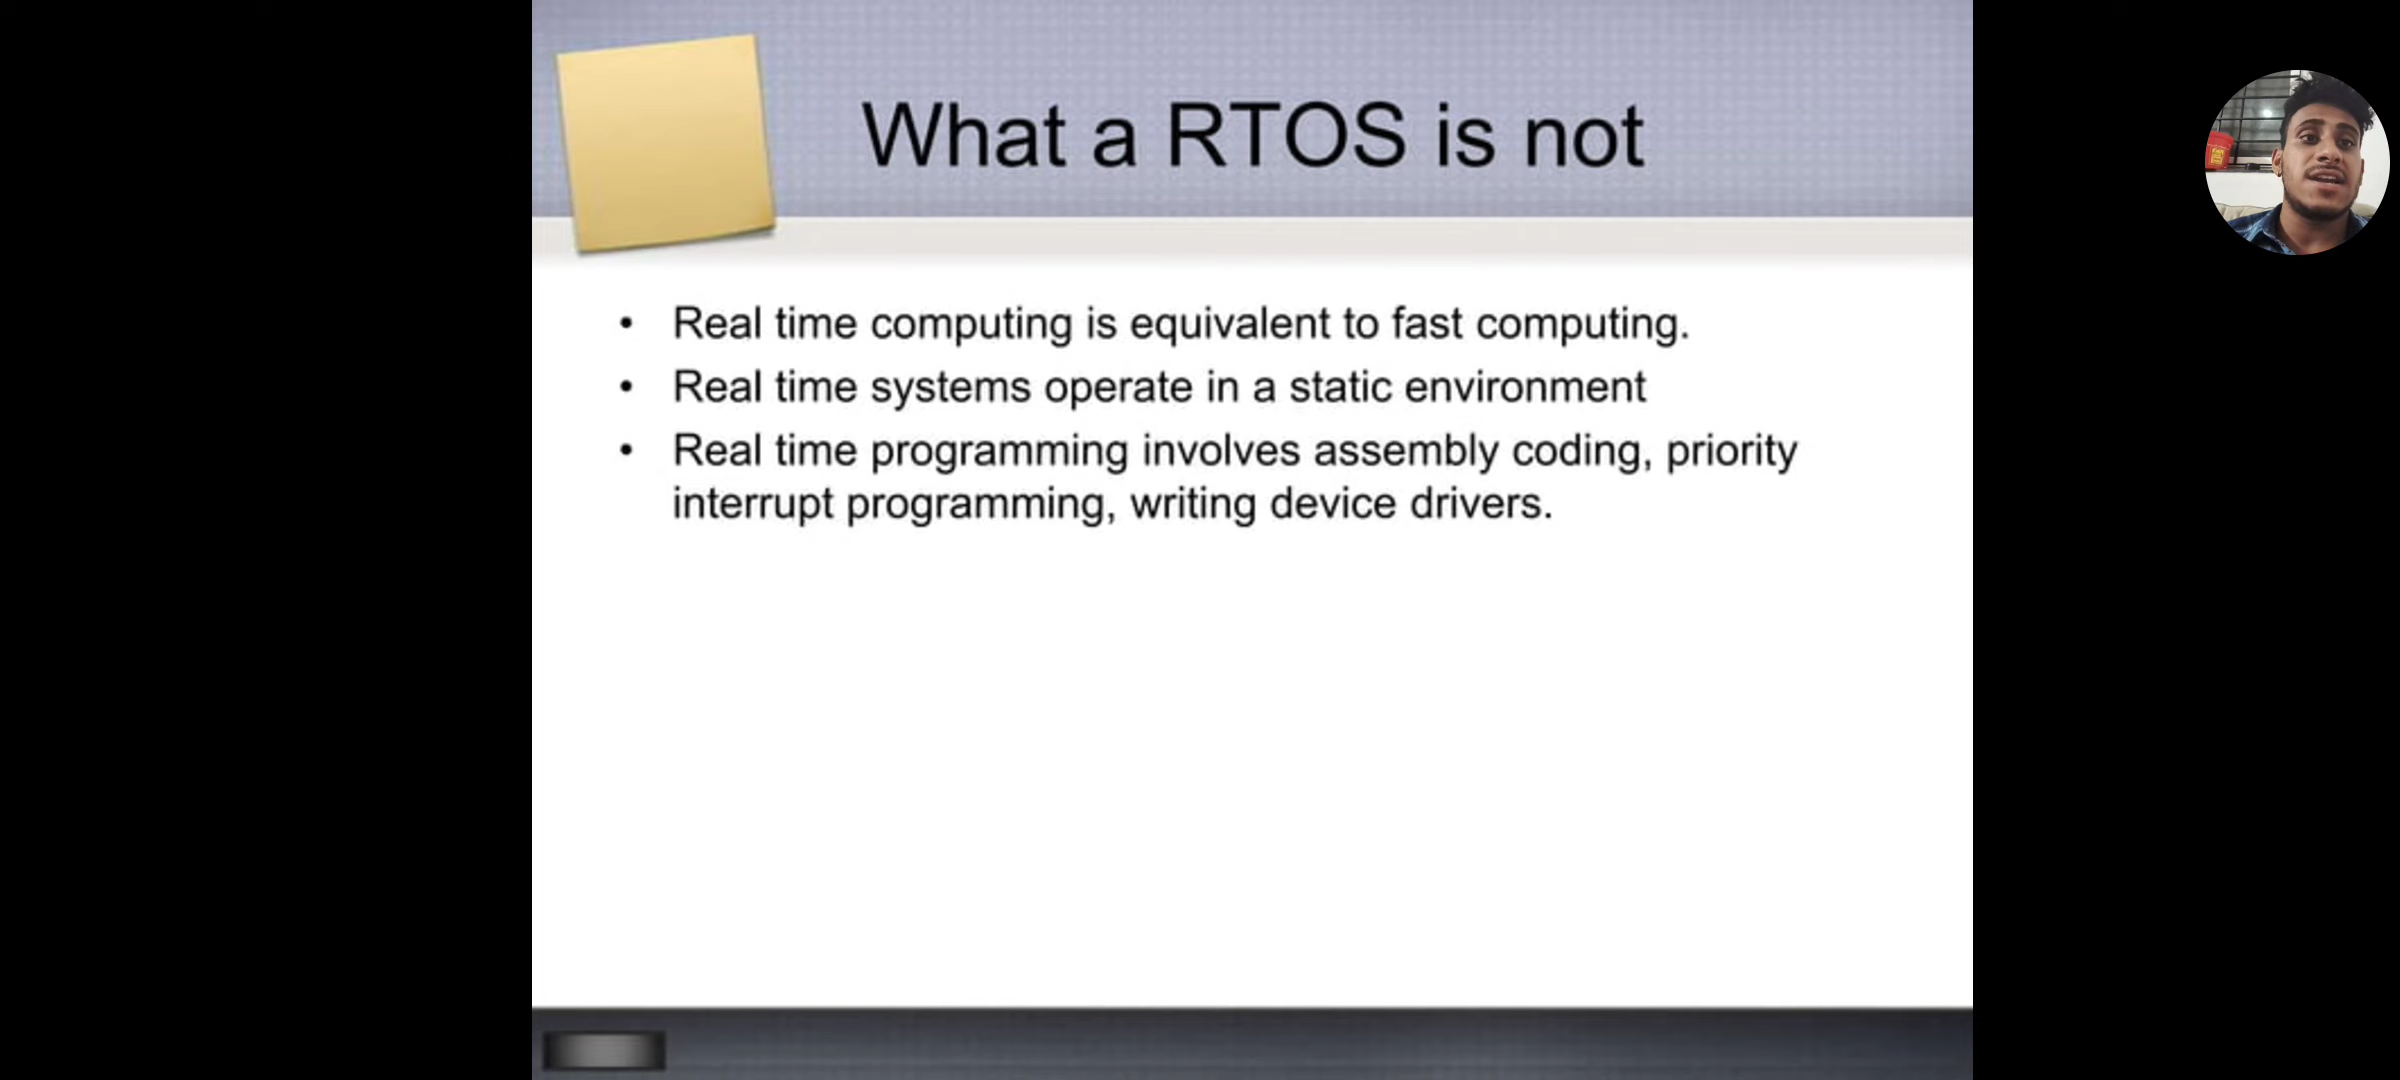 What a RTOS is not
• Real time computing is equivalent to fast computing.
• Real time systems operate in a static environment
• Real time programming involves assembly coding, priority
interrupt programming, writing device drivers.